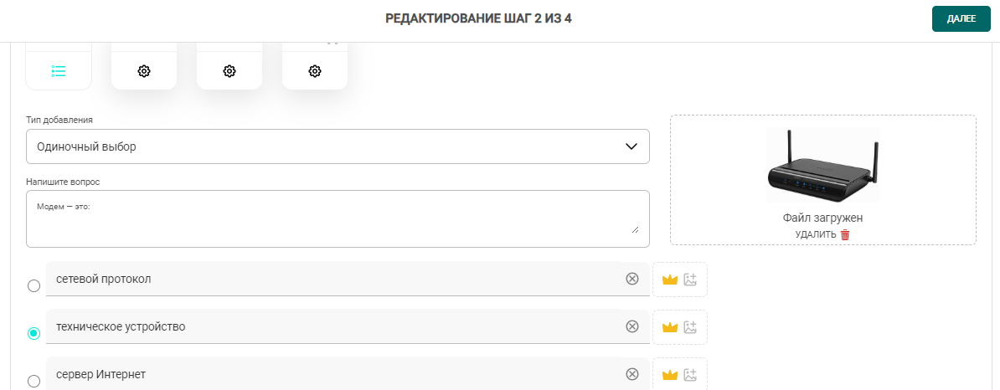 РЕДАКТИРОВАНИЕ ШАГ 2 ИЗ 4
ДАЛЕЕ
Тип добавления
Одиночный выбор
Напишите вопрос
Модем — это:
Файл загружен
УДАЛИТЬ
сетевой протокол
техническое устройство
сервер Интернет